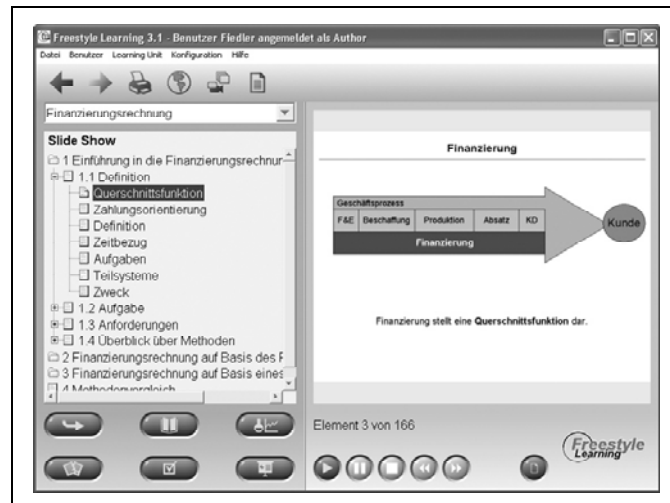 Freestyle Learning 3.1 - Benutzer Fiedler angemeldet als Author
Datei Benutzer Learning Unit Konfiguration Hilfe
Finanzierungsrechnung
Slide Show
1 Einführung in die Finanzierungsrechnur
1.1 Definition
Querschnittsfunktion
Zahlungsorientierung
Definition
Zeitbezug
Aufgaben
Teilsysteme
Zweck
1.2 Aufgabe
1.3 Anforderungen
1.4 Überblick über Methoden
2 Finanzierungsrechnung auf Basis des F
3 Finanzierungsrechnung auf Basis eines
4 Methodenvergleich
Finanzierung
Geschäftsprozess
F&E Beschaffung Produktion Absatz KD
Finanzierung
Kunde
Finanzierung stellt eine Querschnittsfunktion dar.
Element 3 von 166
Freestyle
Learning